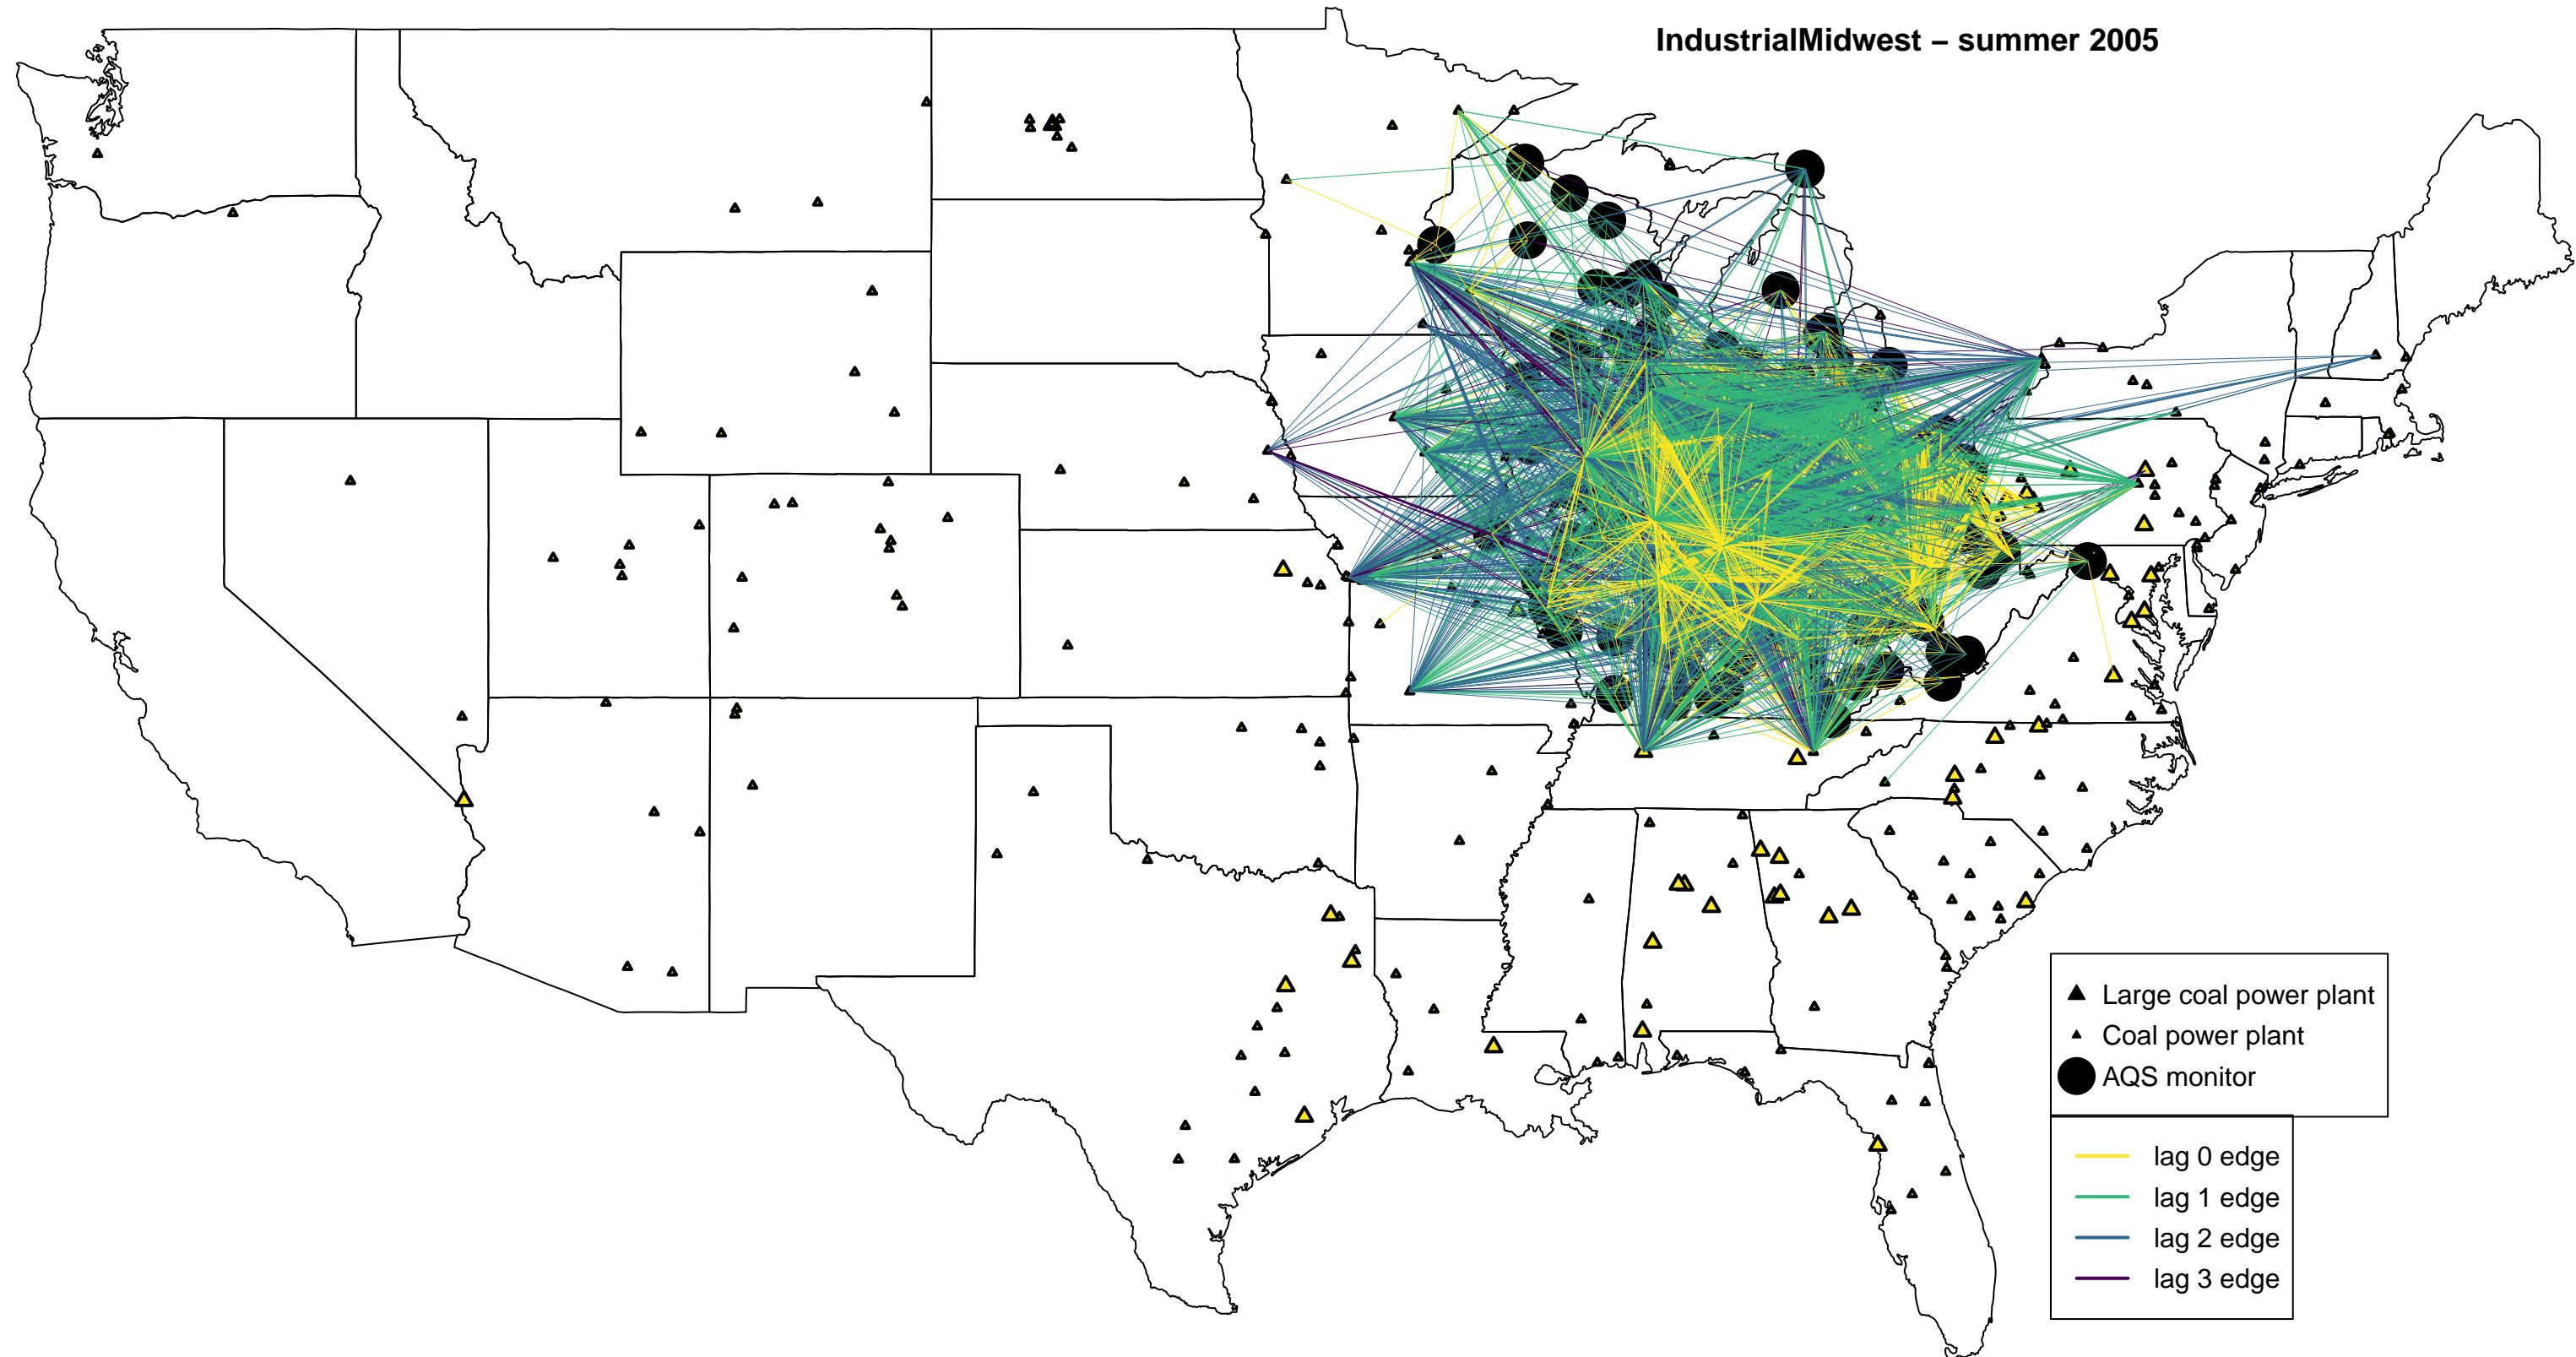 IndustrialMidwest – summer 2005
Large coal power plant
Coal power plant
AQS monitor
lag 0 edge
lag 1 edge
lag 2 edge
lag 3 edge